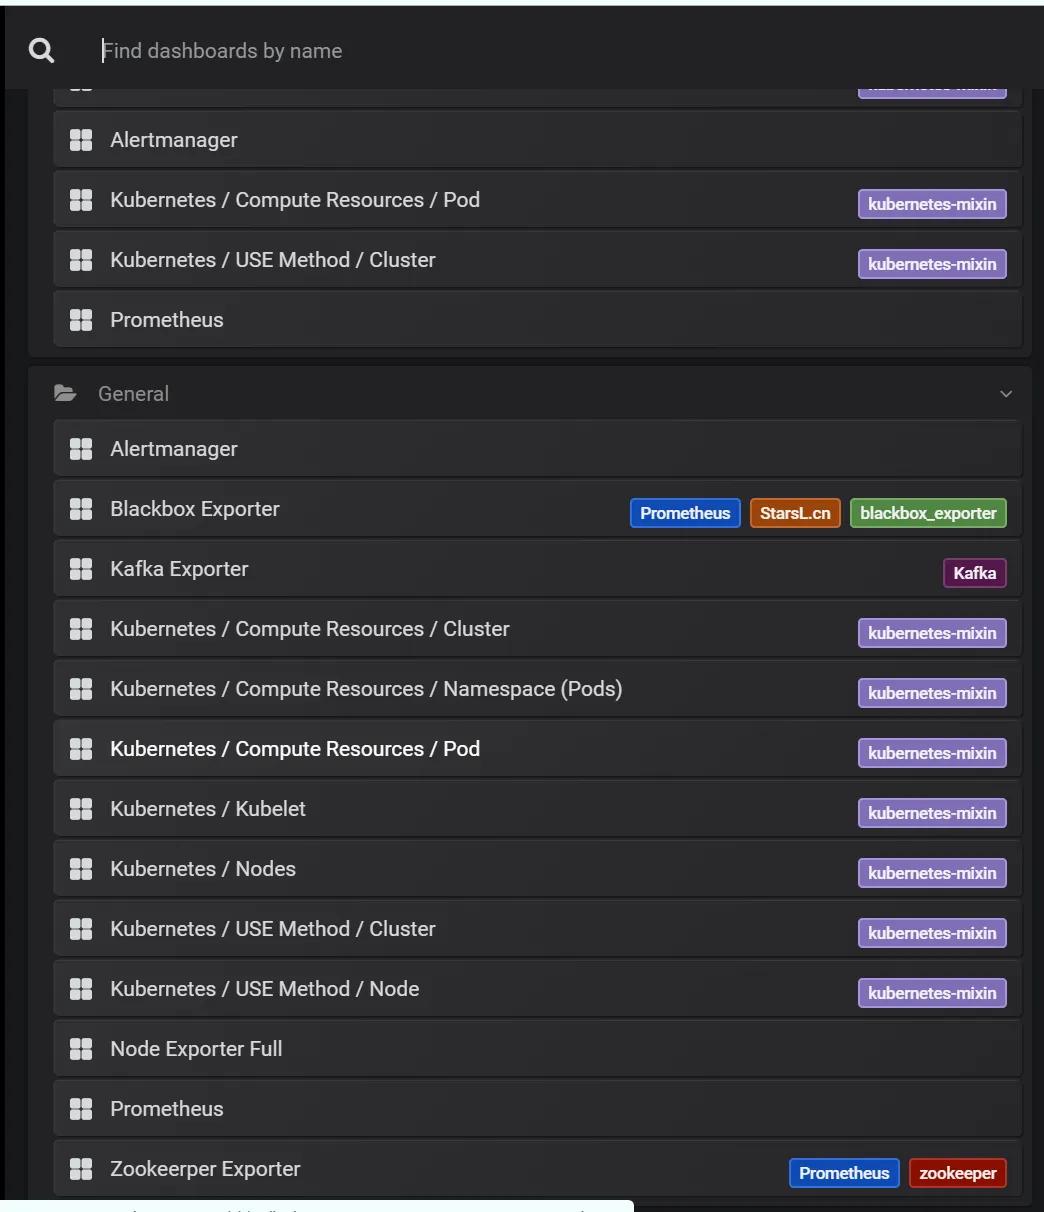 Find dashboards by name
kubernetes-mixin
Alertmanager
Kubernetes / Compute Resources / Pod kubernetes-mixin
Kubernetes / USE Method / Cluster kubernetes-mixin
Prometheus
General
Alertmanager
Blackbox Exporter Prometheus StarsL.cn blackbox_exporter
Kafka Exporter Kafka
Kubernetes / Compute Resources / Cluster kubernetes-mixin
Kubernetes / Compute Resources / Namespace (Pods) kubernetes-mixin
Kubernetes / Compute Resources / Pod kubernetes-mixin
Kubernetes / Kubelet kubernetes-mixin
Kubernetes / Nodes kubernetes-mixin
Kubernetes / USE Method / Cluster kubernetes-mixin
Kubernetes / USE Method / Node kubernetes-mixin
Node Exporter Full
Prometheus
Zookeerper Exporter Prometheus zookeeper